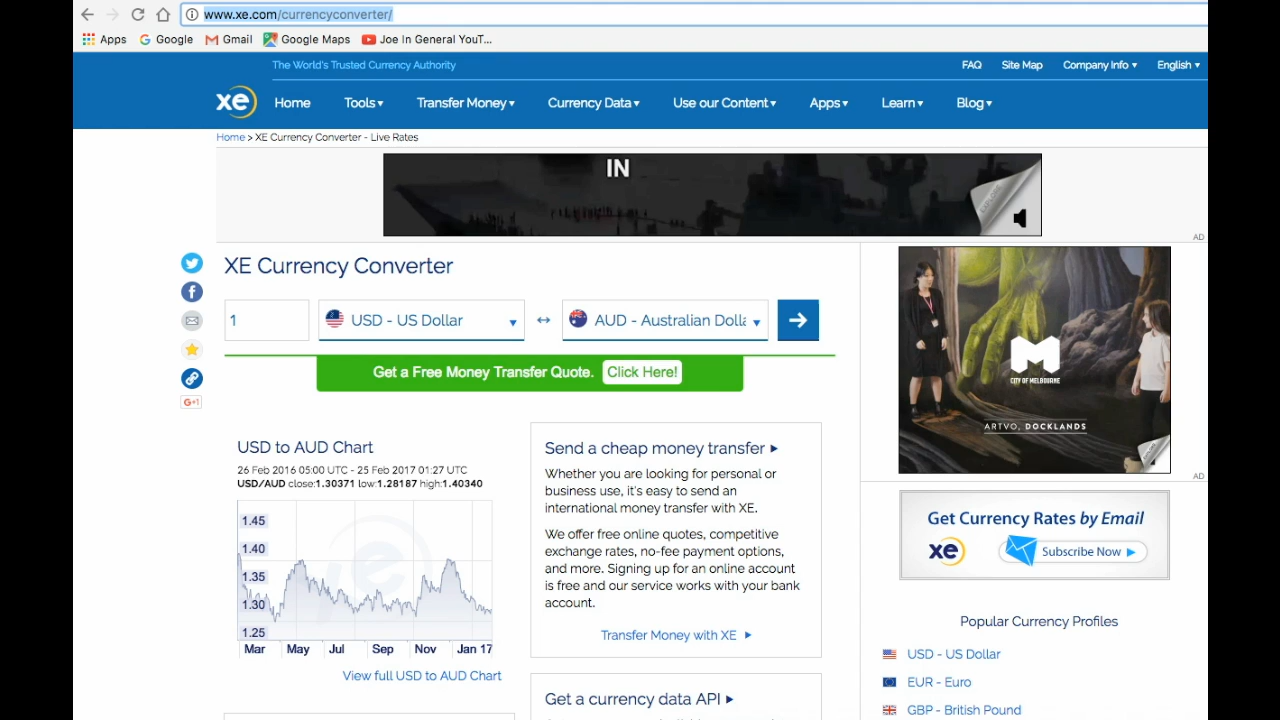 www.xe.com/currencyconverter/
Apps Google Gmail Google Maps Joe In General YouT...
The World's Trusted Currency Authority FAQ Site Map Company Info English
xe Home Tools Transfer Money Currency Data Use our Content Apps Learn Blog
Home > XE Currency Converter - Live Rates
IN
EXPLORE
AD
XE Currency Converter
1 USD - US Dollar AUD - Australian Dolla
Get a Free Money Transfer Quote. Click Here!
G+1
CITY OF MELBOURNE
ARTVO, DOCKLANDS
AD
USD to AUD Chart
26 Feb 2016 05:00 UTC - 25 Feb 2017 01:27 UTC
USD/AUD close:1.30371 low:1.28187 high:1.40340
xe
1.45
1.40
1.35
1.30
1.25
Mar May Jul Sep Nov Jan 17
View full USD to AUD Chart
Send a cheap money transfer
Whether you are looking for personal or
business use, it's easy to send an
international money transfer with XE.
We offer free online quotes, competitive
exchange rates, no-fee payment options,
and more. Signing up for an online account
is free and our service works with your bank
account.
Transfer Money with XE
Get a currency data API
Get Currency Rates by Email
xe Subscribe Now
Popular Currency Profiles
USD - US Dollar
EUR - Euro
GBP - British Pound